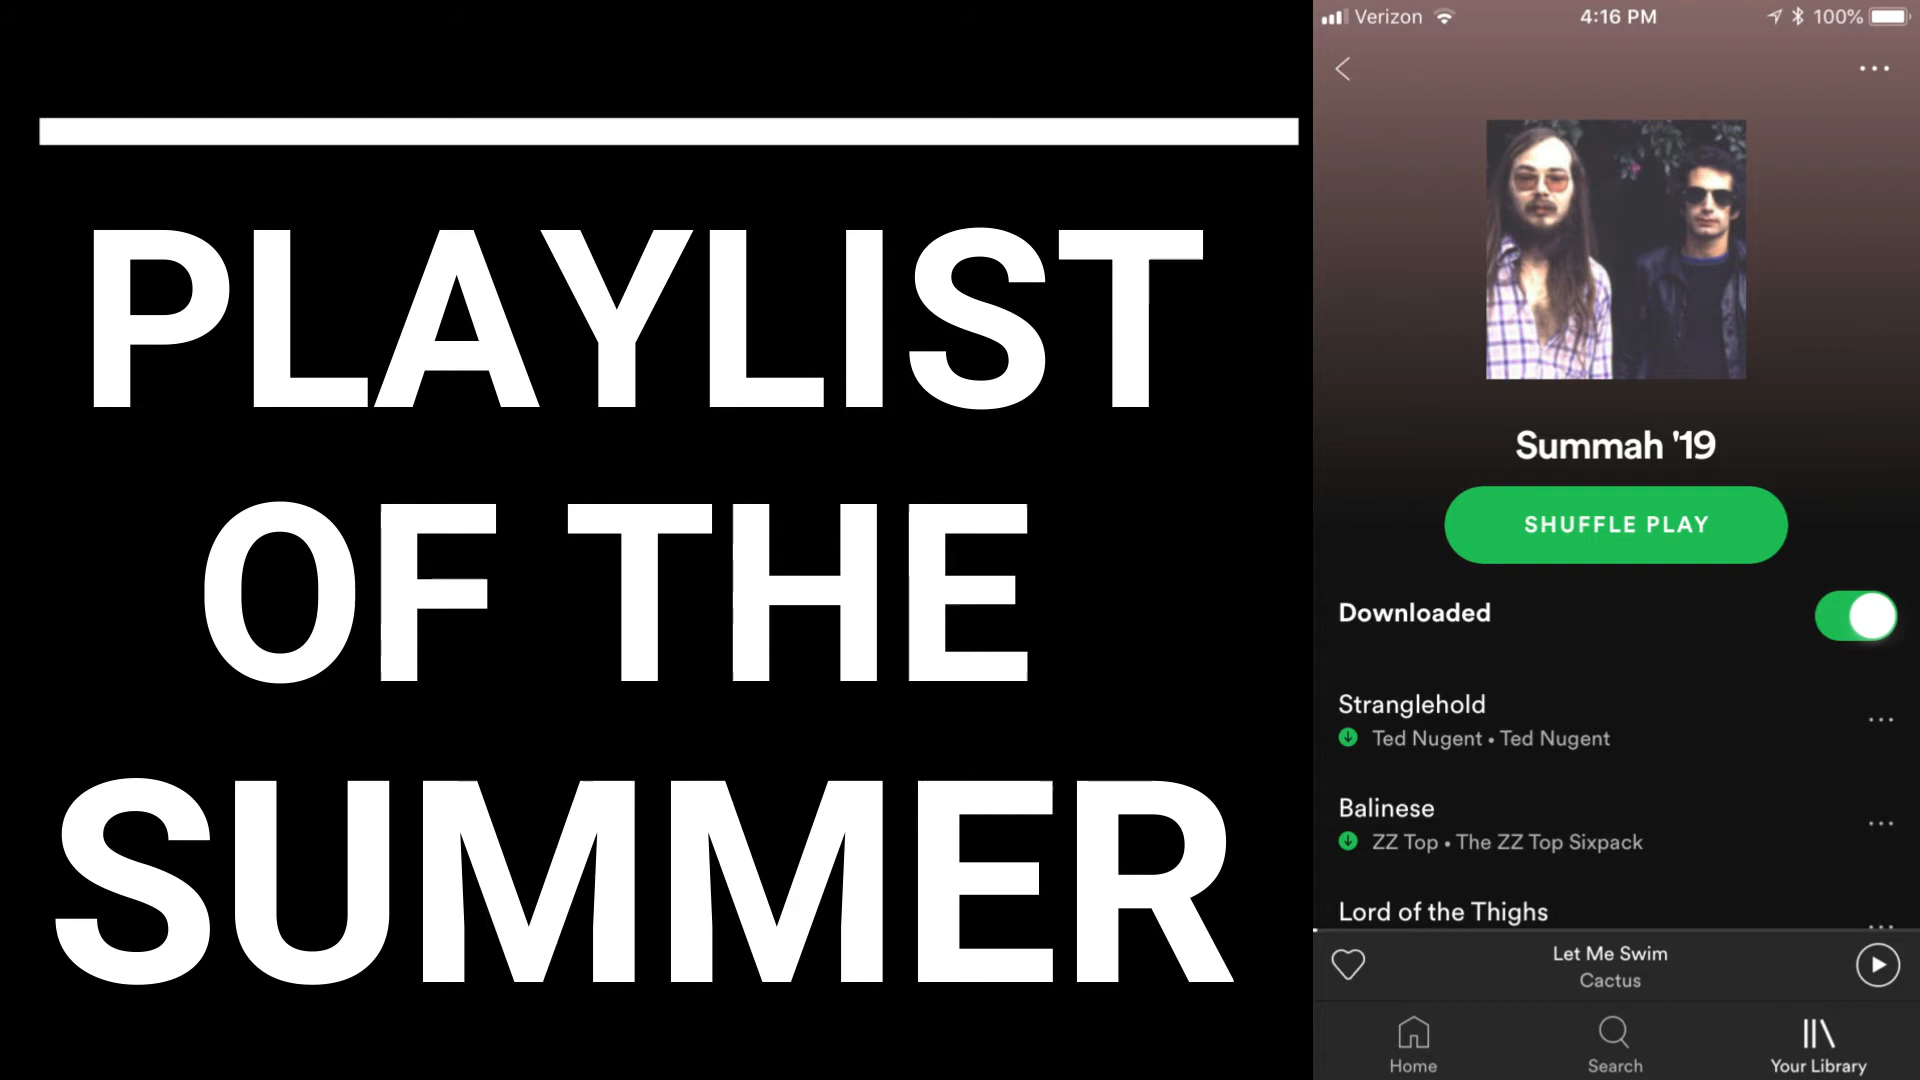 PLAYLIST
OF THE
SUMMER
Verizon 4:16 PM 100%
Summah '19
SHUFFLE PLAY
Downloaded
Stranglehold
Ted Nugent • Ted Nugent
Balinese
ZZ Top • The ZZ Top Sixpack
Lord of the Thighs
Let Me Swim
Cactus
Home Search Your Library